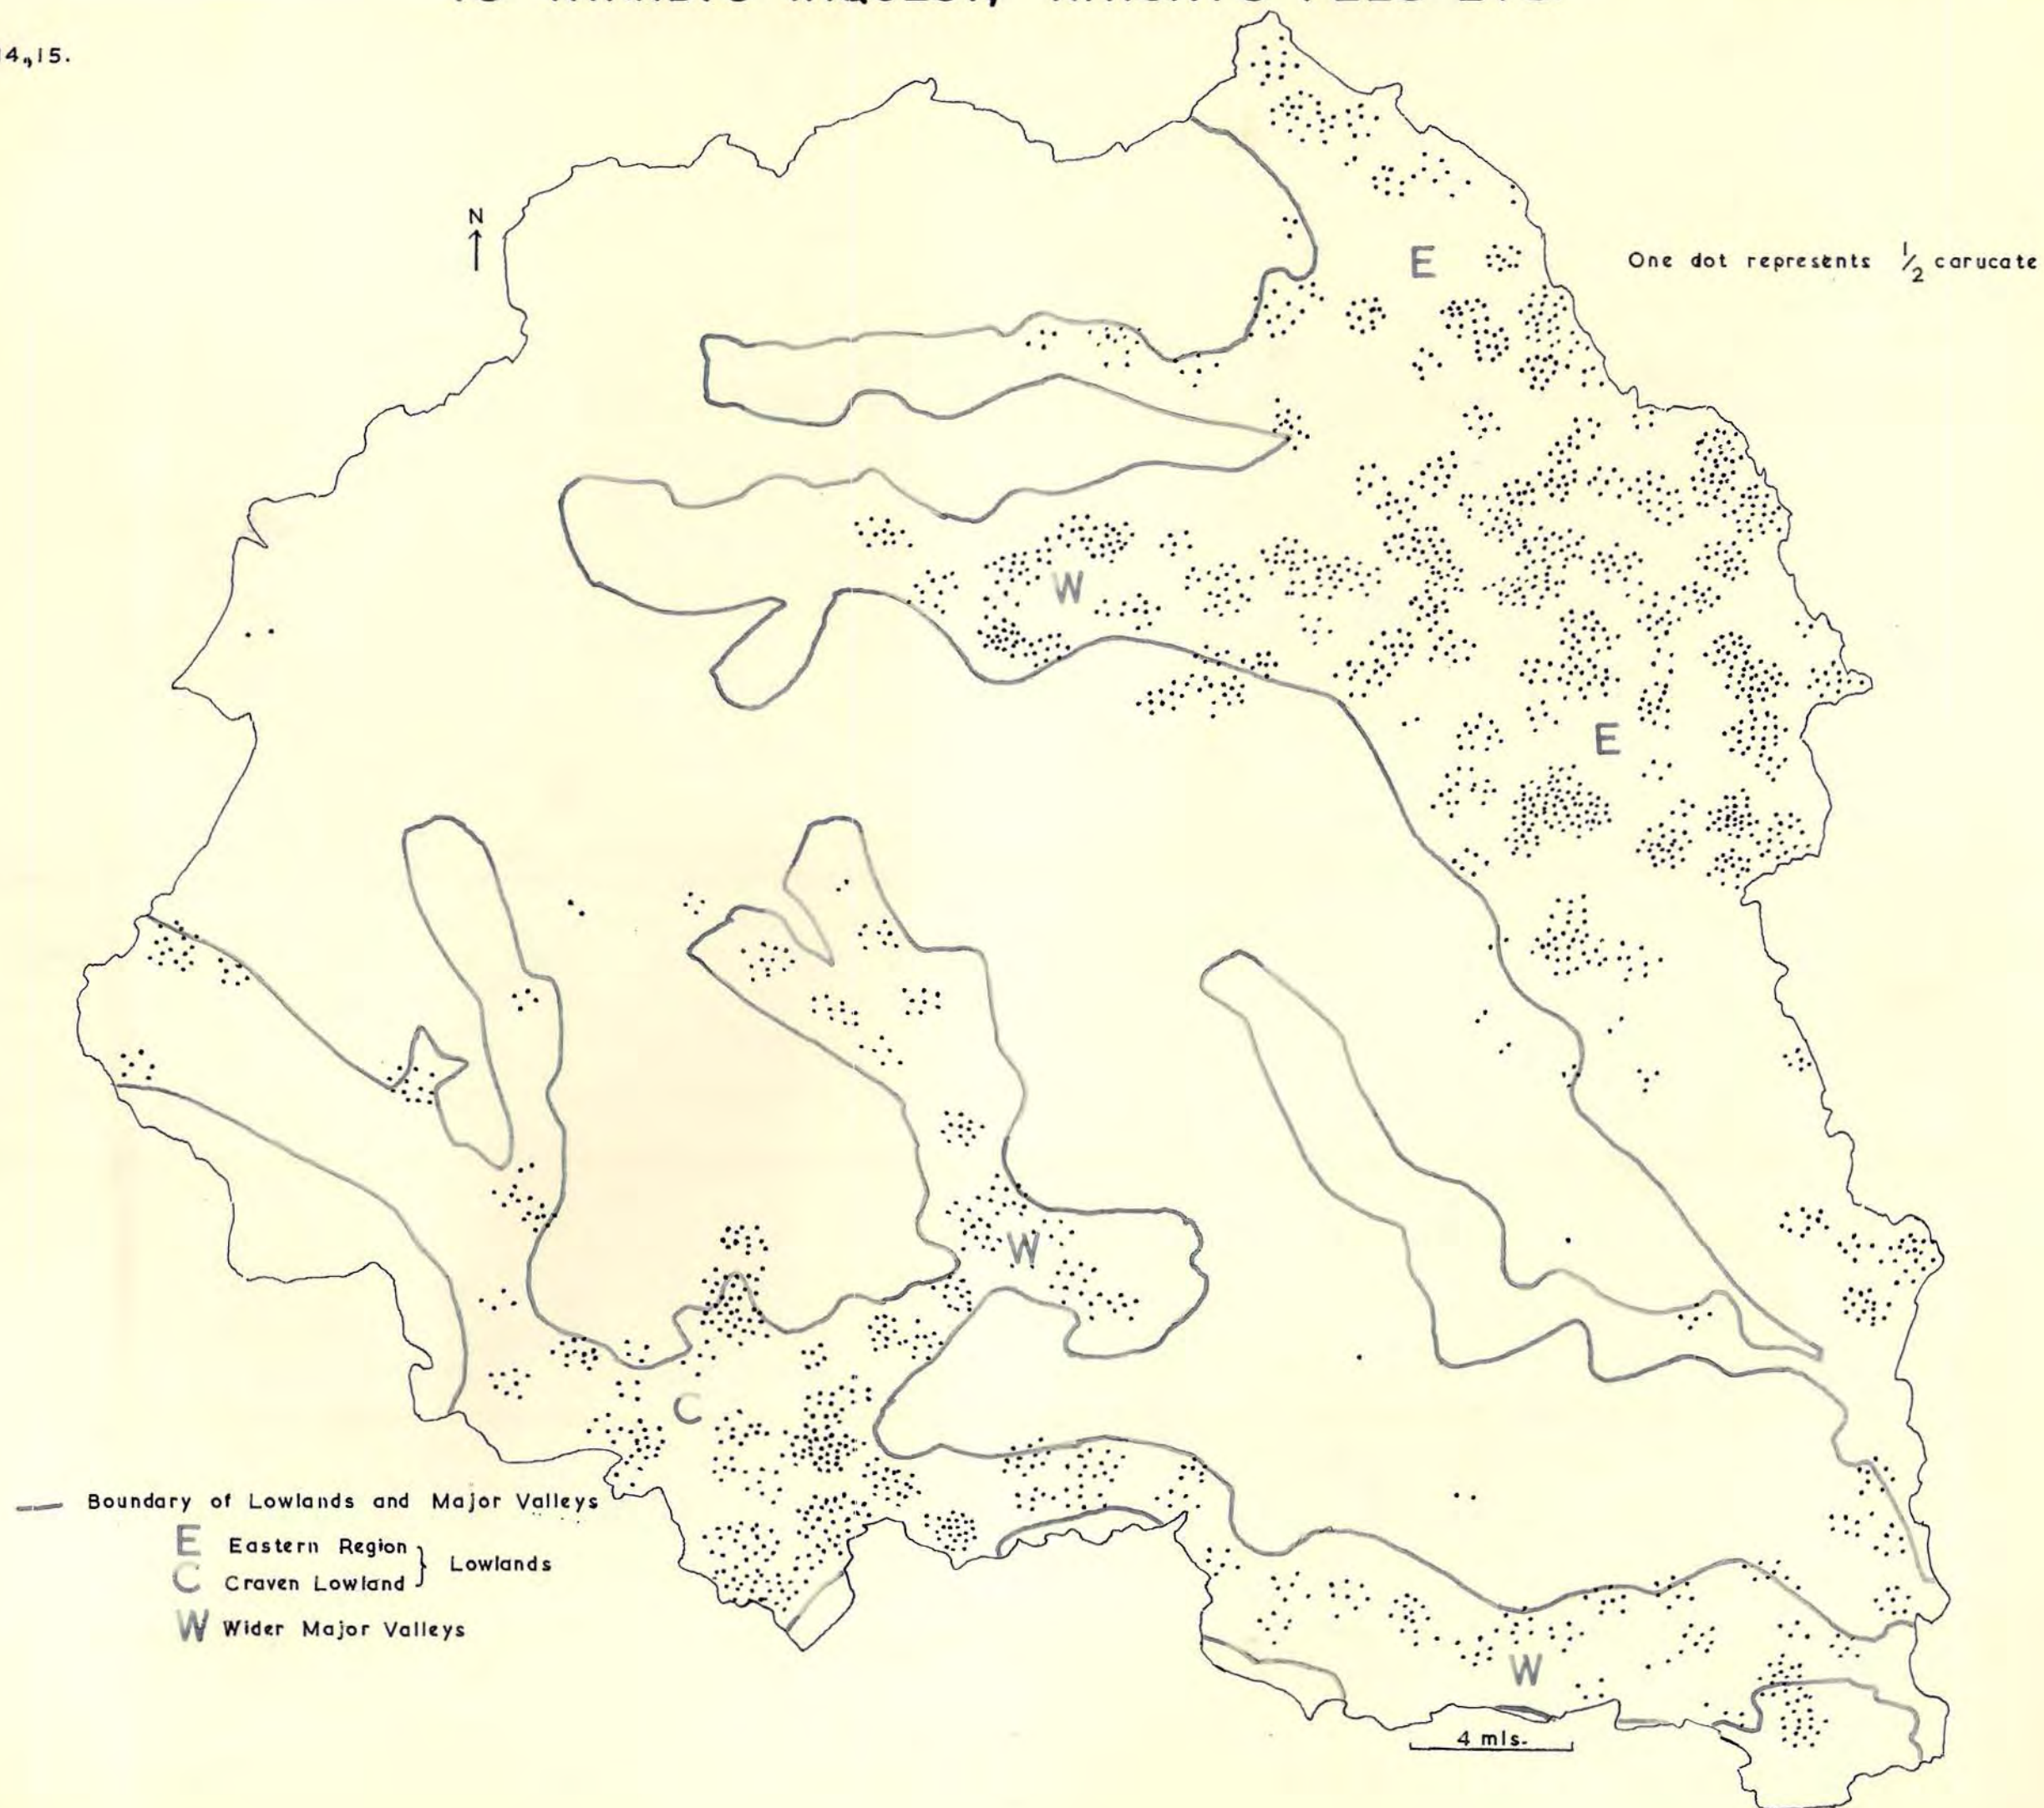 14,,15.
N
One dot represents 1/2 carucate
E
W
E
W
C
W
Boundary of Lowlands and Major Valleys
E Eastern Region } Lowlands
C Craven Lowland
W Wider Major Valleys
4 mls.